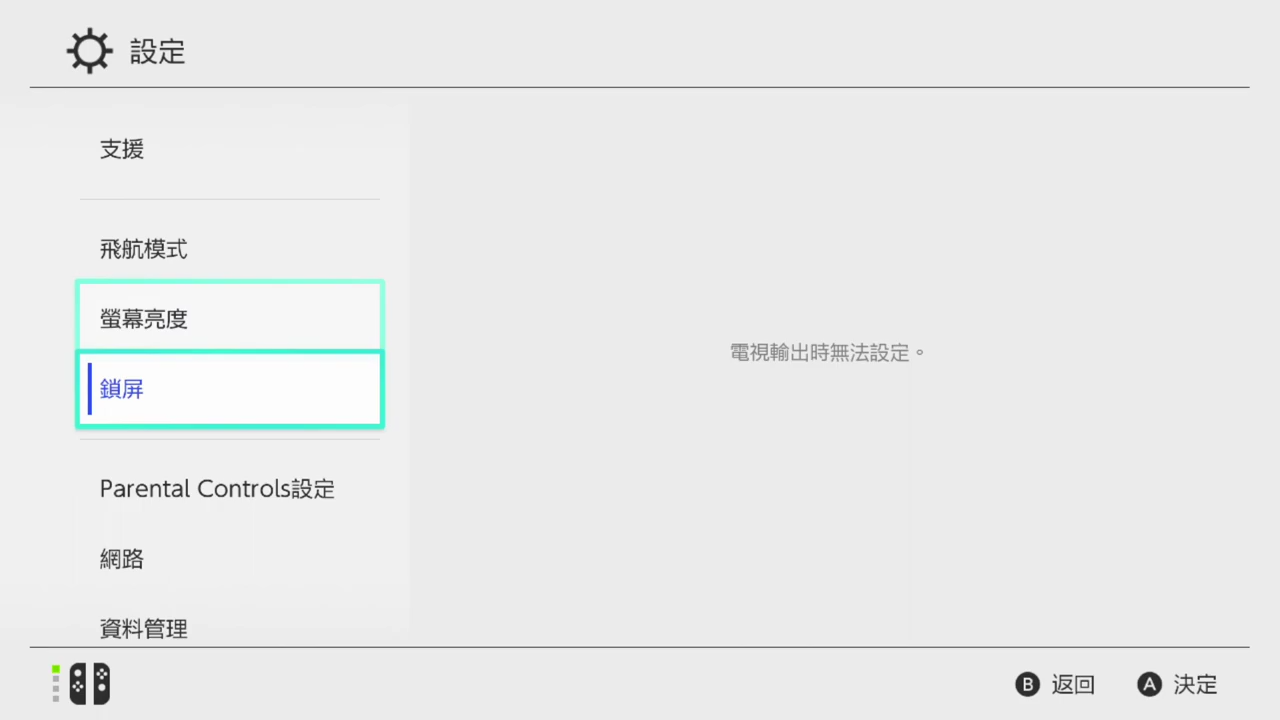 設定
支援
飛航模式
螢幕亮度
鎖屏
Parental Controls設定
網路
資料管理
電視輸出時無法設定。
B 返回
A 決定